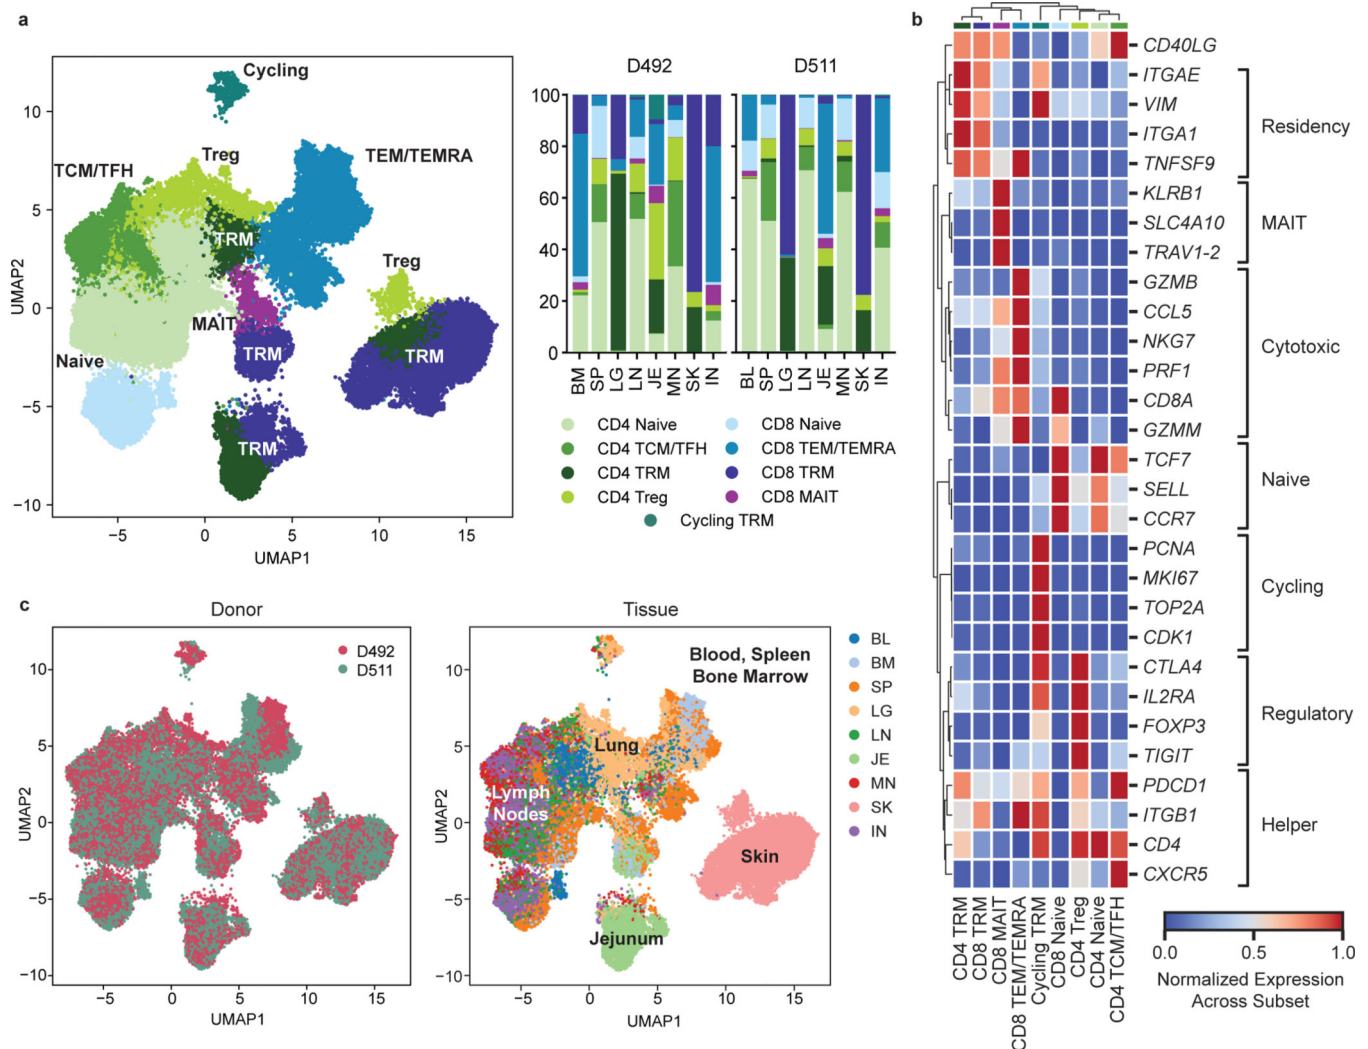 a
Cycling
Treg
TCM/TFH
TEM/TEMRA
TRM
Treg
MAIT
TRM
TRM
Naive
TRM
10
5
0
−5
−10
UMAP2
−5
0
5
10
15
UMAP1
D492
D511
100
80
60
40
20
0
BM
SP
LG
LN
JE
MN
SK
IN
BL
SP
LG
LN
JE
MN
SK
IN
CD4 Naive
CD8 Naive
CD4 TCM/TFH
CD8 TEM/TEMRA
CD4 TRM
CD8 TRM
CD4 Treg
CD8 MAIT
Cycling TRM
b
CD40LG
ITGAE
VIM
ITGA1
TNFSF9
KLRB1
SLC4A10
TRAV1-2
GZMB
CCL5
NKG7
PRF1
CD8A
GZMM
TCF7
SELL
CCR7
PCNA
MKI67
TOP2A
CDK1
CTLA4
IL2RA
FOXP3
TIGIT
PDCD1
ITGB1
CD4
CXCR5
Residency
MAIT
Cytotoxic
Naive
Cycling
Regulatory
Helper
CD4 TRM
CD8 TRM
CD8 MAIT
CD8 TEM/TEMRA
Cycling TRM
CD8 Naive
CD4 Treg
CD4 Naive
CD4 TCM/TFH
0.0
0.5
1.0
Normalized Expression
Across Subset
c
Donor
D492
D511
10
5
0
−5
−10
UMAP2
−5
0
5
10
15
UMAP1
Tissue
Blood, Spleen
Bone Marrow
Lung
Lymph
Nodes
Skin
Jejunum
10
5
0
−5
−10
UMAP2
−5
0
5
10
15
UMAP1
BL
BM
SP
LG
LN
JE
MN
SK
IN